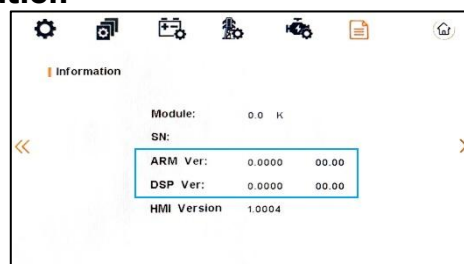 Information
Module: 0.0 K
SN:
ARM Ver: 0.0000 00.00
DSP Ver: 0.0000 00.00
HMI Version 1.0004